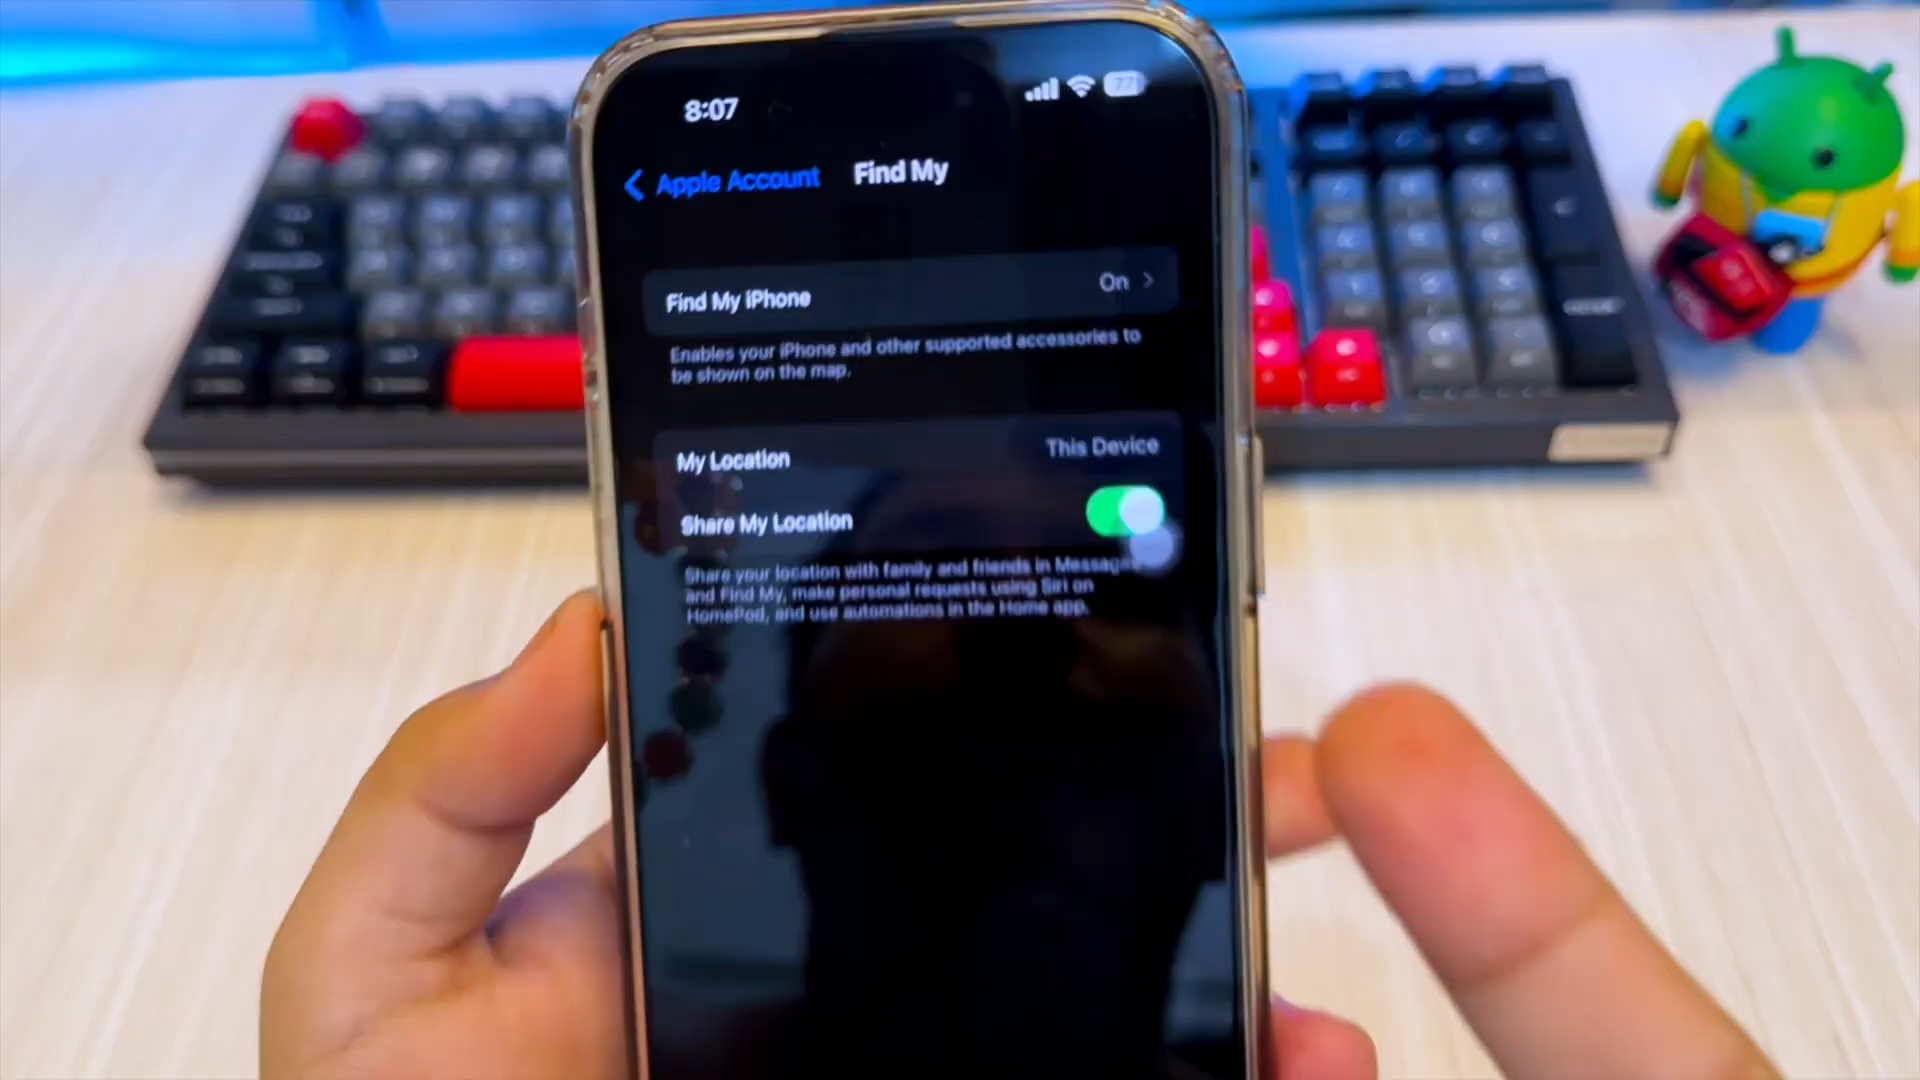 8:07
77
Apple Account
Find My
Find My iPhone
On
Enables your iPhone and other supported accessories to
be shown on the map.
My Location
This Device
Share My Location
Share your location with family and friends in
and Find My, make personal requests using Siri on
HomePod, and use automations in the Home app.